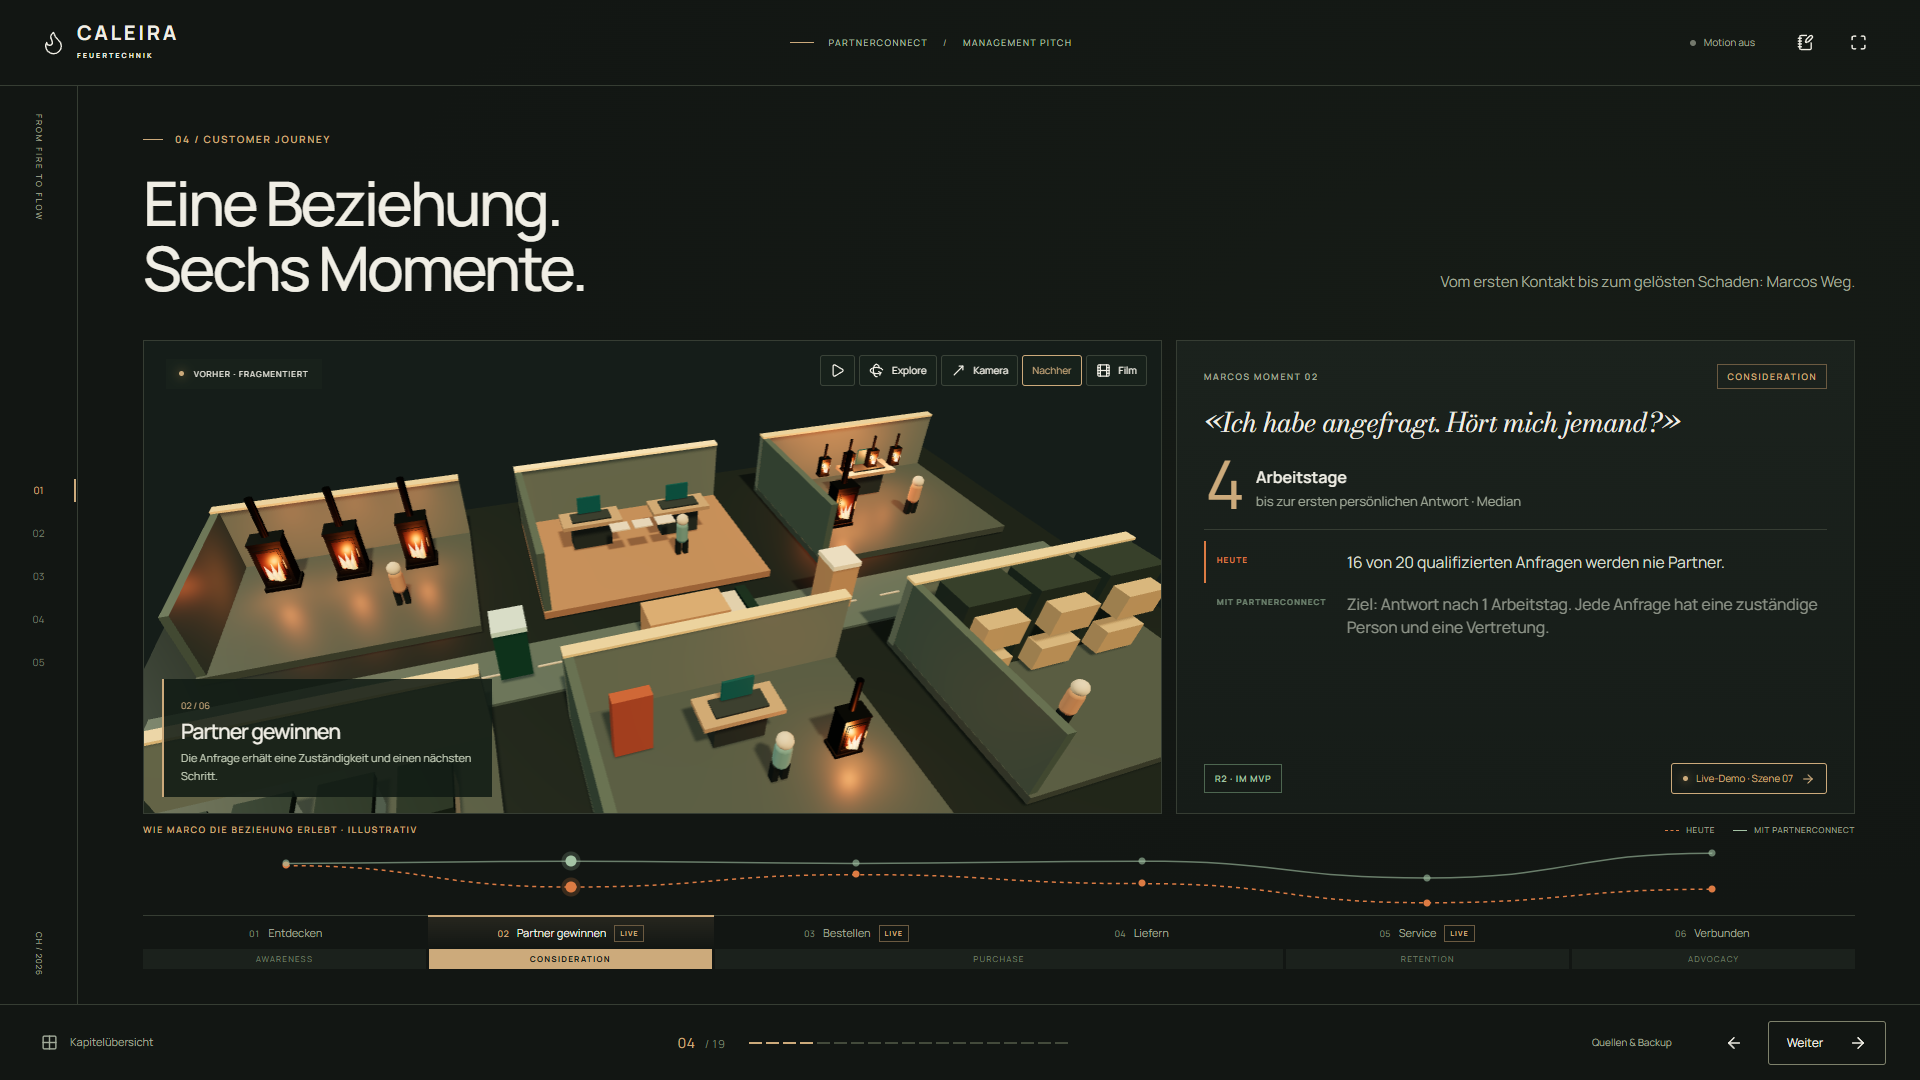 CALEIRA
FEUERTECHNIK
PARTNERCONNECT / MANAGEMENT PITCH
Motion aus
FROM FIRE TO FLOW
04 / CUSTOMER JOURNEY
Eine Beziehung.
Sechs Momente.
Vom ersten Kontakt bis zum gelösten Schaden: Marcos Weg.
01
02
03
04
05
CH / 2026
VORHER · FRAGMENTIERT
Explore
Kamera
Nachher
Film
02 / 06
Partner gewinnen
Die Anfrage erhält eine Zuständigkeit und einen nächsten
Schritt.
MARCOS MOMENT 02
CONSIDERATION
«Ich habe angefragt. Hört mich jemand?»
4 Arbeitstage
bis zur ersten persönlichen Antwort · Median
HEUTE
16 von 20 qualifizierten Anfragen werden nie Partner.
MIT PARTNERCONNECT
Ziel: Antwort nach 1 Arbeitstag. Jede Anfrage hat eine zuständige
Person und eine Vertretung.
R2 · IM MVP
Live-Demo · Szene 07
WIE MARCO DIE BEZIEHUNG ERLEBT · ILLUSTRATIV
HEUTE
MIT PARTNERCONNECT
01 Entdecken
02 Partner gewinnen LIVE
03 Bestellen LIVE
04 Liefern
05 Service LIVE
06 Verbunden
AWARENESS
CONSIDERATION
PURCHASE
RETENTION
ADVOCACY
Kapitelübersicht
04 / 19
Quellen & Backup
Weiter